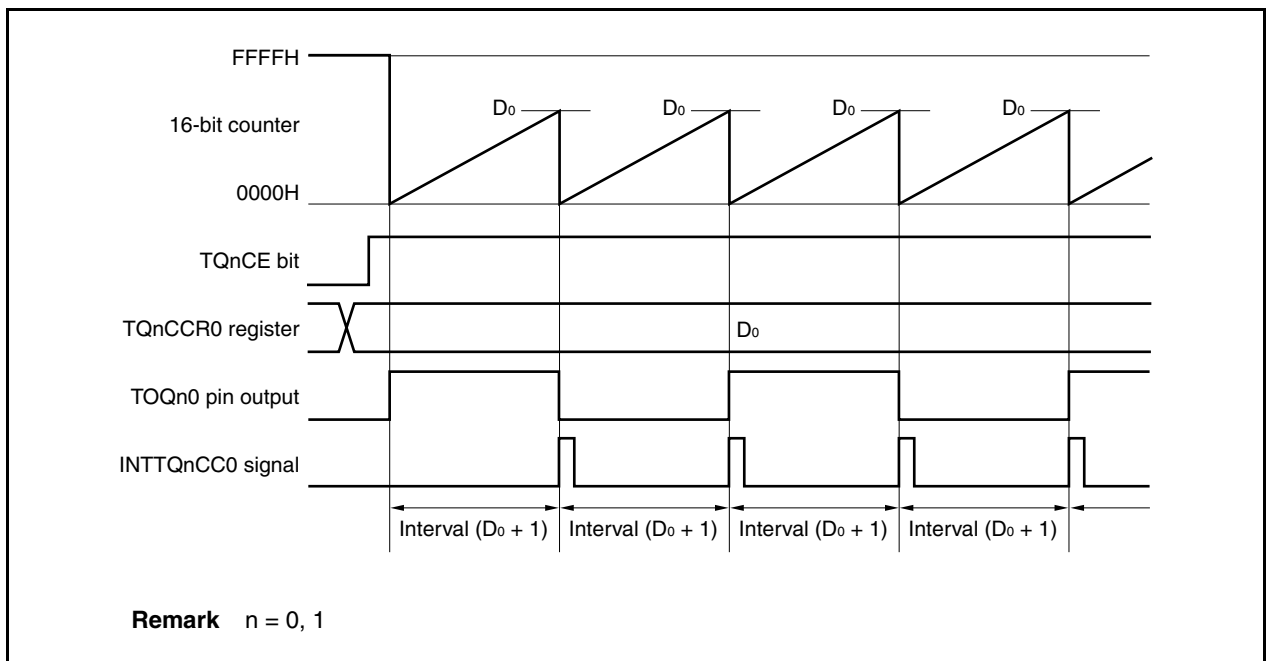 FFFFH
D0 D0 D0 D0
16-bit counter
0000H
TQnCE bit
TQnCCR0 register D0
TOQn0 pin output
INTTQnCC0 signal
Interval (D0 + 1) Interval (D0 + 1) Interval (D0 + 1) Interval (D0 + 1)
Remark n = 0, 1